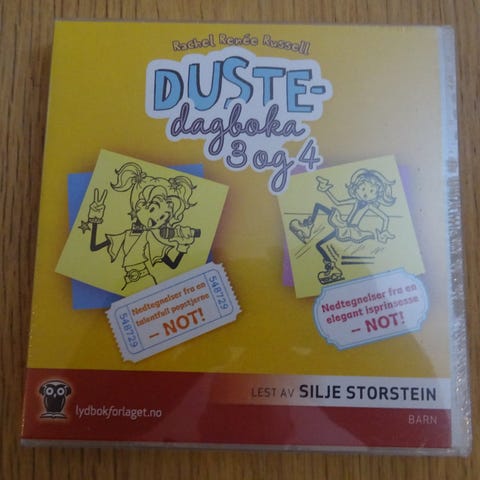 Rachel Renée Russell
DUSTE-
dagboka
3 og 4
548729
Nedtegnelser fra en
talentfull popstjerne
– NOT!
548729
Nedtegnelser fra en
elegant isprinsesse
– NOT!
LEST AV SILJE STORSTEIN
lydbokforlaget.no
BARN